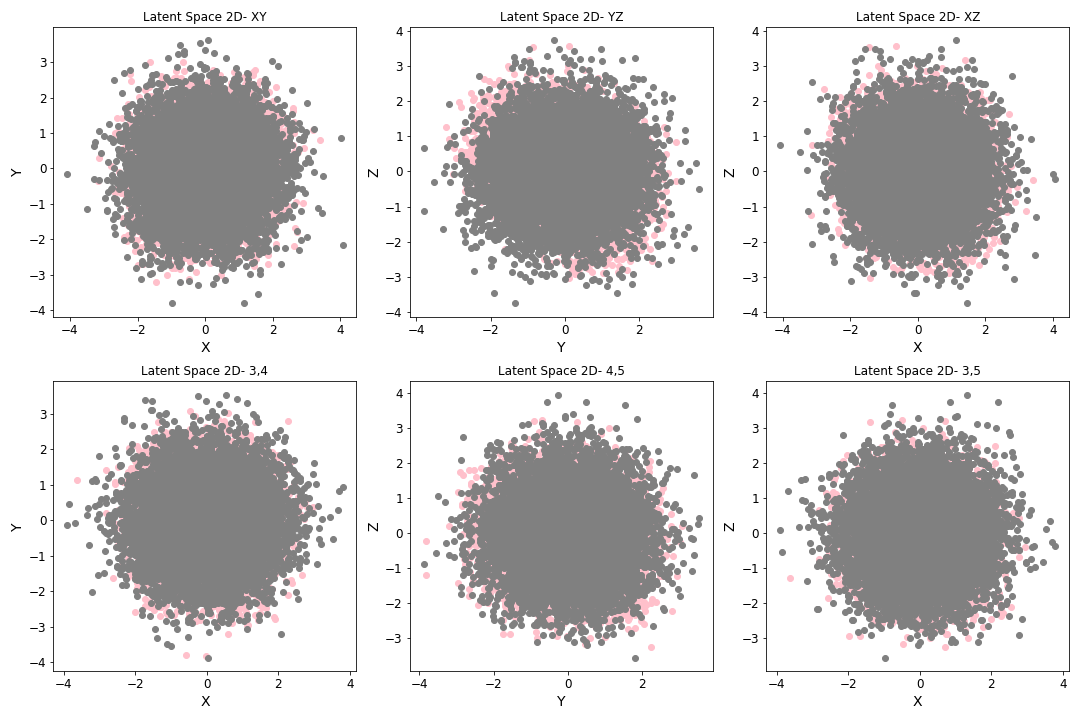 Latent Space 2D- XY
Y
3
2
1
0
−1
−2
−3
−4
−4 −2 0 2 4
X
Latent Space 2D- YZ
Z
4
3
2
1
0
−1
−2
−3
−4
−2 0 2
Y
Latent Space 2D- XZ
Z
4
3
2
1
0
−1
−2
−3
−4
−4 −2 0 2 4
X
Latent Space 2D- 3,4
Y
3
2
1
0
−1
−2
−3
−4
−4 −2 0 2 4
X
Latent Space 2D- 4,5
Z
4
3
2
1
0
−1
−2
−3
−4 −2 0 2
Y
Latent Space 2D- 3,5
Z
4
3
2
1
0
−1
−2
−3
−4 −2 0 2 4
X